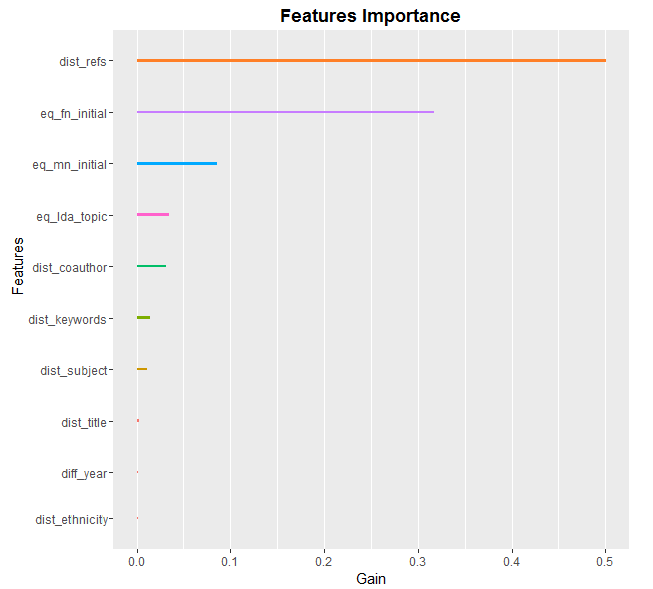 Features Importance
dist_refs
eq_fn_initial
eq_mn_initial
eq_lda_topic
dist_coauthor
dist_keywords
dist_subject
dist_title
diff_year
dist_ethnicity
Features
0.0 0.1 0.2 0.3 0.4 0.5
Gain